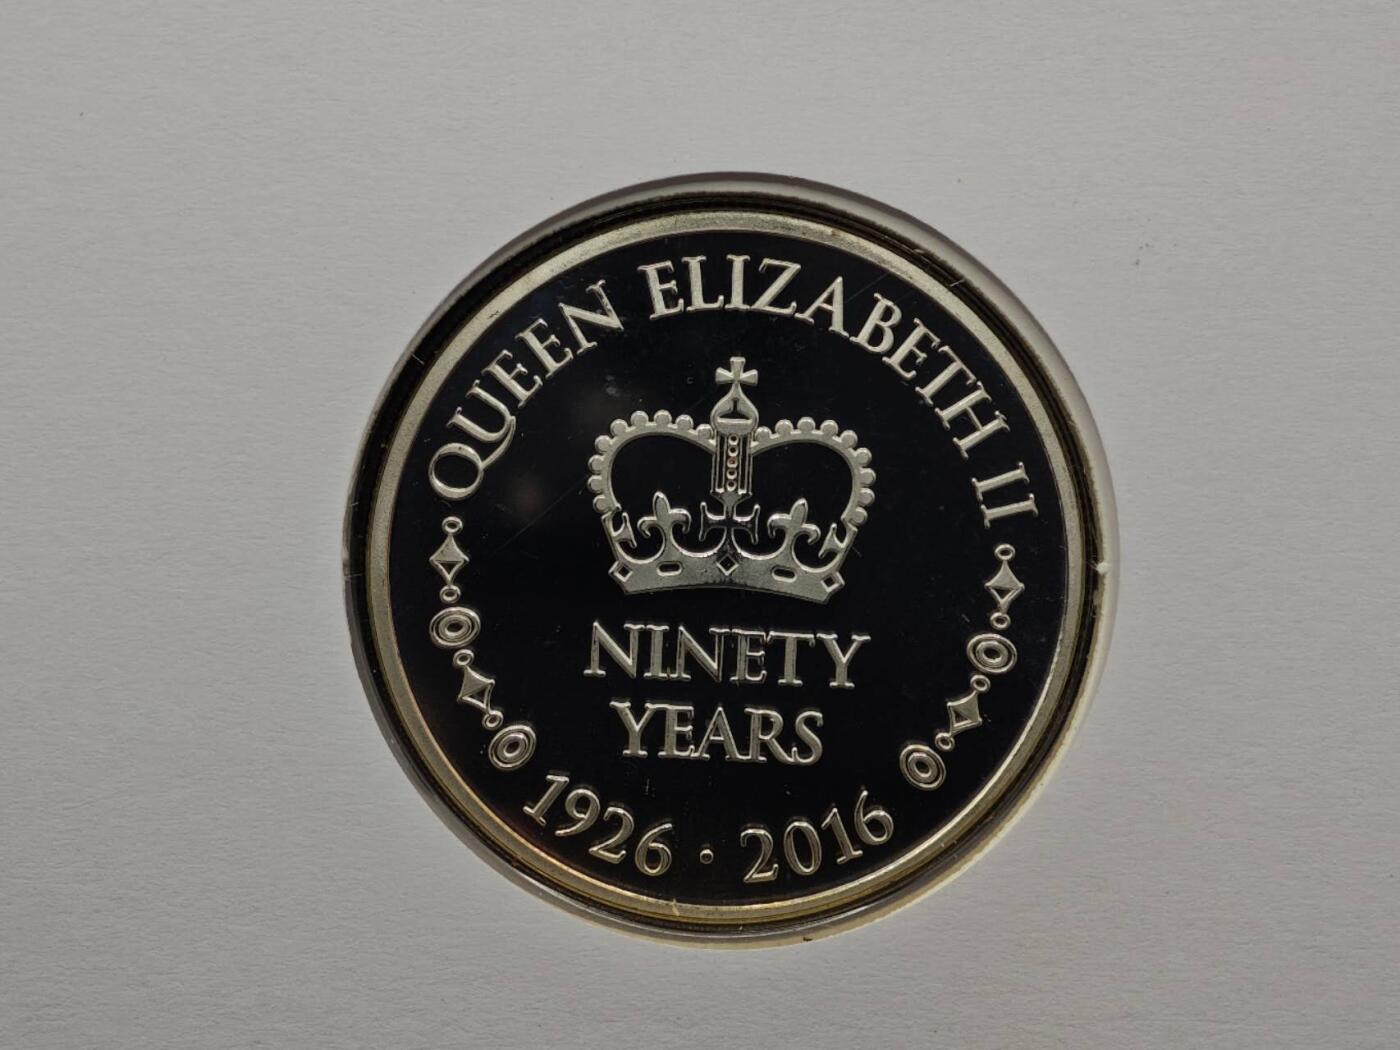 QUEEN ELIZABETH II
NINETY
YEARS
1926 · 2016